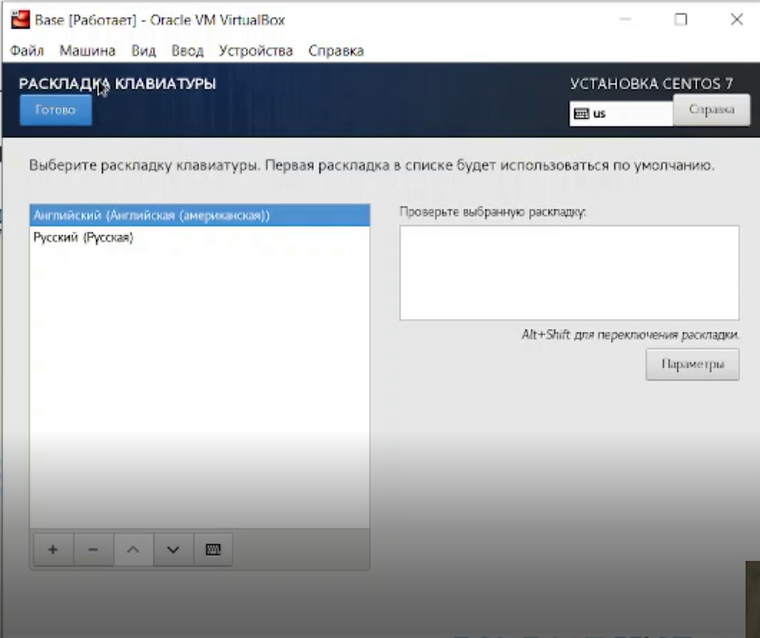 Base [Работает] - Oracle VM VirtualBox
Файл Машина Вид Ввод Устройства Справка
РАСКЛАДКА КЛАВИАТУРЫ
УСТАНОВКА CENTOS 7
Готово
us
Справка
Выберите раскладку клавиатуры. Первая раскладка в списке будет использоваться по умолчанию.
Английский (Английская (американская))
Русский (Русская)
Проверьте выбранную раскладку:
Alt+Shift для переключения раскладки.
Параметры